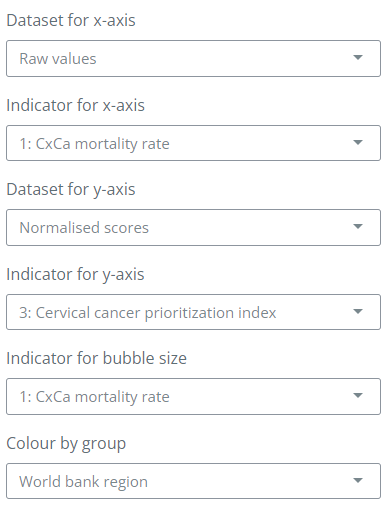 Dataset for x-axis
Raw values
Indicator for x-axis
1: CxCa mortality rate
Dataset for y-axis
Normalised scores
Indicator for y-axis
3: Cervical cancer prioritization index
Indicator for bubble size
1: CxCa mortality rate
Colour by group
World bank region